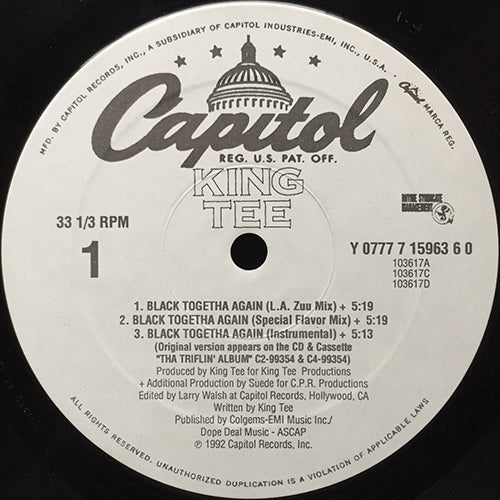 MFD. BY CAPITOL RECORDS, INC., A SUBSIDIARY OF CAPITOL INDUSTRIES-EMI, INC., U.S.A.
Capitol MARCA REG.
Capitol
REG. U.S. PAT. OFF.
KING
TEE
33 1/3 RPM
1
RHYME SYNDICATE
MANAGEMENT
Y 0777 7 15963 6 0
103617A
103617C
103617D
1. BLACK TOGETHA AGAIN (L.A. Zuu Mix) + 5:19
2. BLACK TOGETHA AGAIN (Special Flavor Mix) + 5:19
3. BLACK TOGETHA AGAIN (Instrumental) + 5:13
(Original version appears on the CD & Cassette
"THA TRIFLIN' ALBUM" C2-99354 & C4-99354)
Produced by King Tee for King Tee Productions
+ Additional Production by Suede for C.P.R. Productions
Edited by Larry Walsh at Capitol Records, Hollywood, CA
Written by King Tee
Published by Colgems-EMI Music Inc./
Dope Deal Music - ASCAP
℗ 1992 Capitol Records, Inc.
ALL RIGHTS RESERVED. UNAUTHORIZED DUPLICATION IS A VIOLATION OF APPLICABLE LAWS